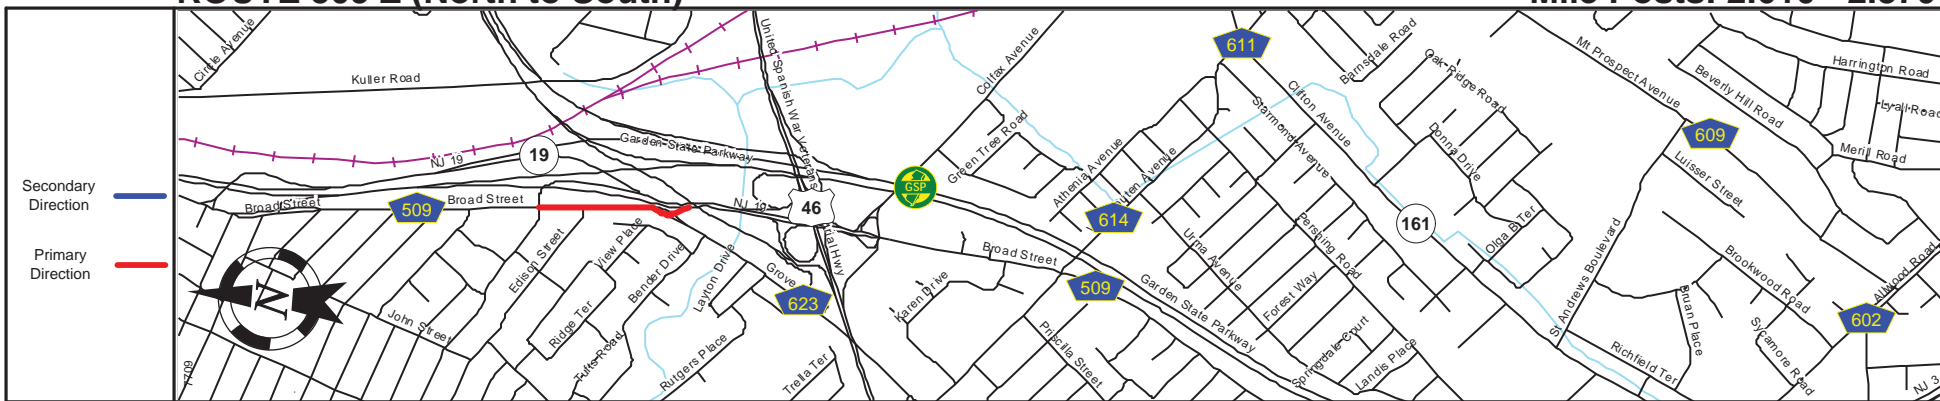 Secondary
Direction
Primary
Direction
Circle Avenue
Kuller Road
NJ 19
19
Garden State Parkway
United Spanish War Veterans
46
NJ 19
Broad Street
509
Broad Street
Edison Street
View Place
Ridge Ter
Bender Drive
Tufts Road
Layton Drive
Rutgers Place
Grove
623
Trella Ter
John Street
N
GSP
Colfax Avenue
Green Tree Road
Athenia Avenue
614
611
Clifton Avenue
Starmond Avenue
Barnsdale Road
Oak Ridge Road
Donna Drive
Mt Prospect Avenue
Beverly Hill Road
Harrington Road
Lyall Road
609
Merill Road
Luisser Street
161
Olga B Ter
Urma Avenue
Pershing Road
Forest Way
Broad Street
509
Garden State Parkway
Karen Drive
Priscilla Street
Springdale Court
Landis Place
St Andrews Boulevard
Richfield Ter
Brookwood Road
Sycamore Road
Allwood Road
602
NJ 3